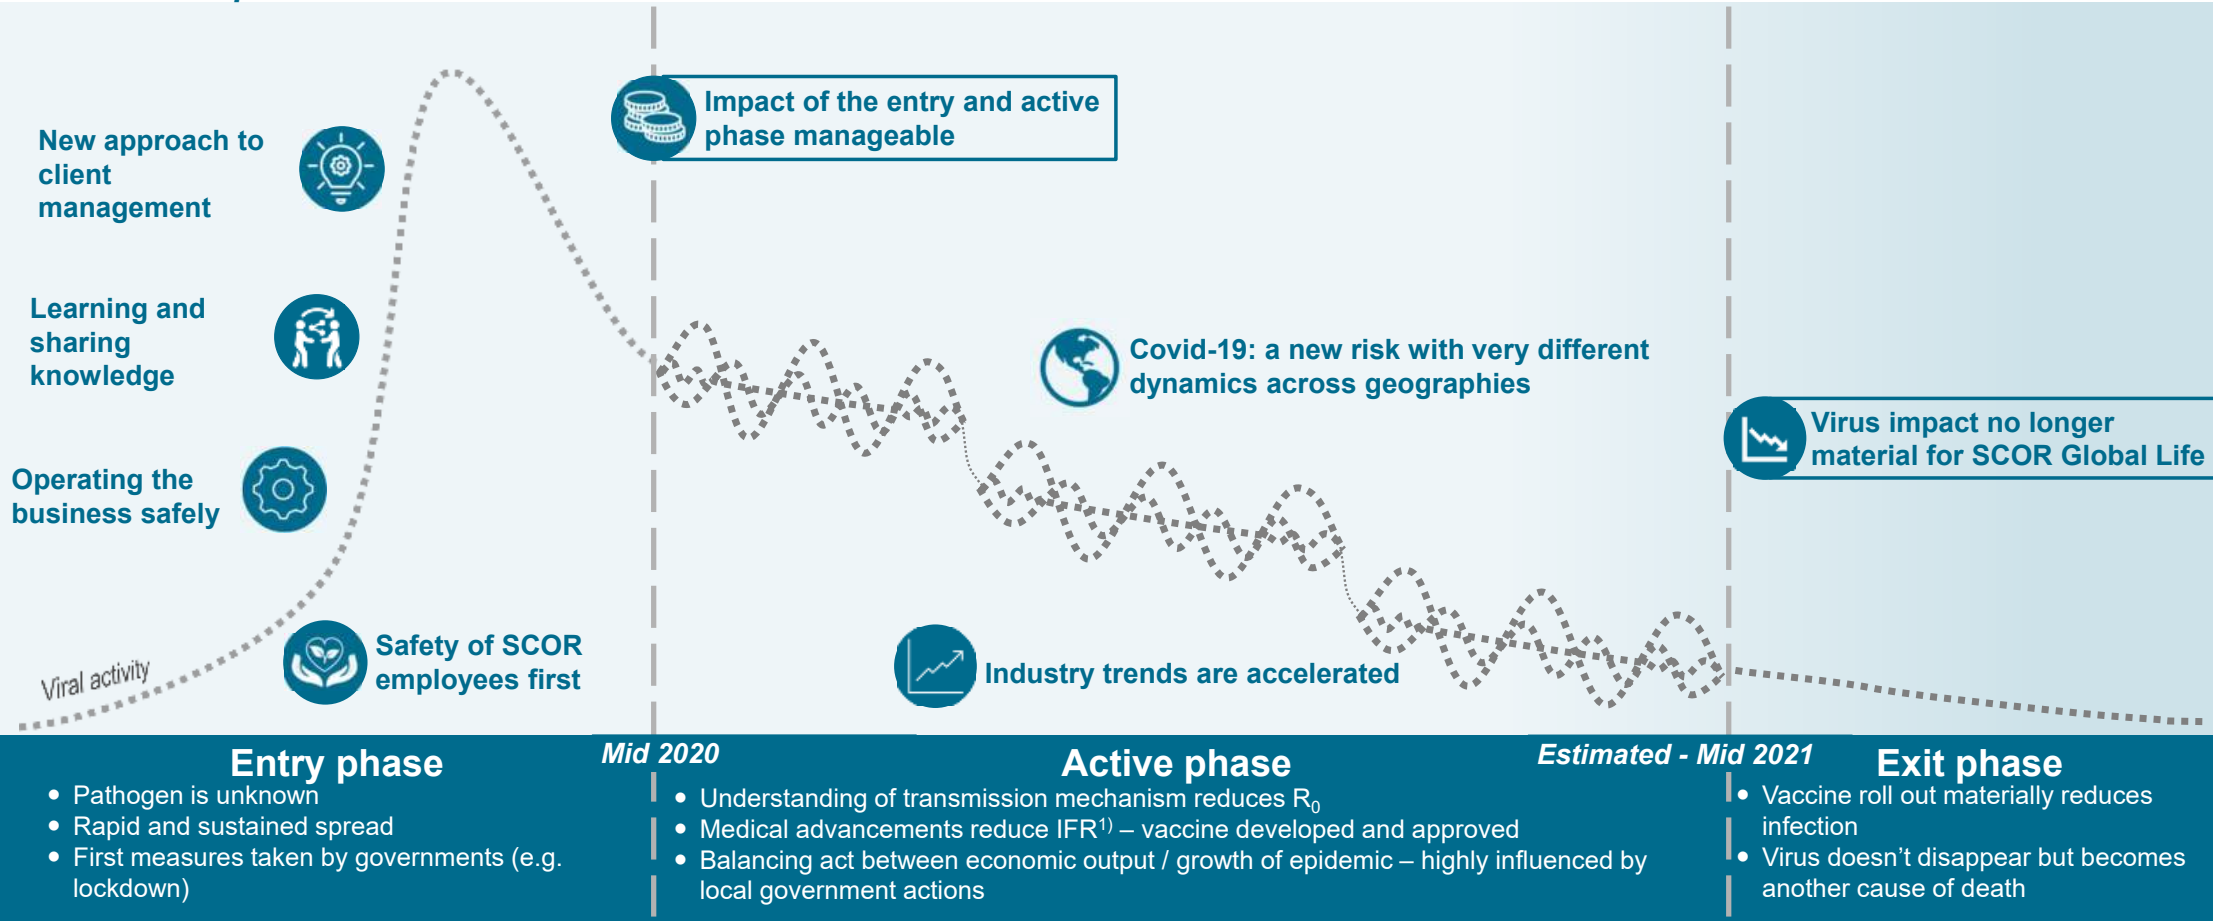 New approach to
client
management
Learning and
sharing
knowledge
Operating the
business safely
Viral activity
Safety of SCOR
employees first
Impact of the entry and active
phase manageable
Covid-19: a new risk with very different
dynamics across geographies
Industry trends are accelerated
Virus impact no longer
material for SCOR Global Life
Entry phase
• Pathogen is unknown
• Rapid and sustained spread
• First measures taken by governments (e.g.
lockdown)
Mid 2020
Active phase
• Understanding of transmission mechanism reduces R0
• Medical advancements reduce IFR1) – vaccine developed and approved
• Balancing act between economic output / growth of epidemic – highly influenced by
local government actions
Estimated - Mid 2021
Exit phase
• Vaccine roll out materially reduces
infection
• Virus doesn’t disappear but becomes
another cause of death